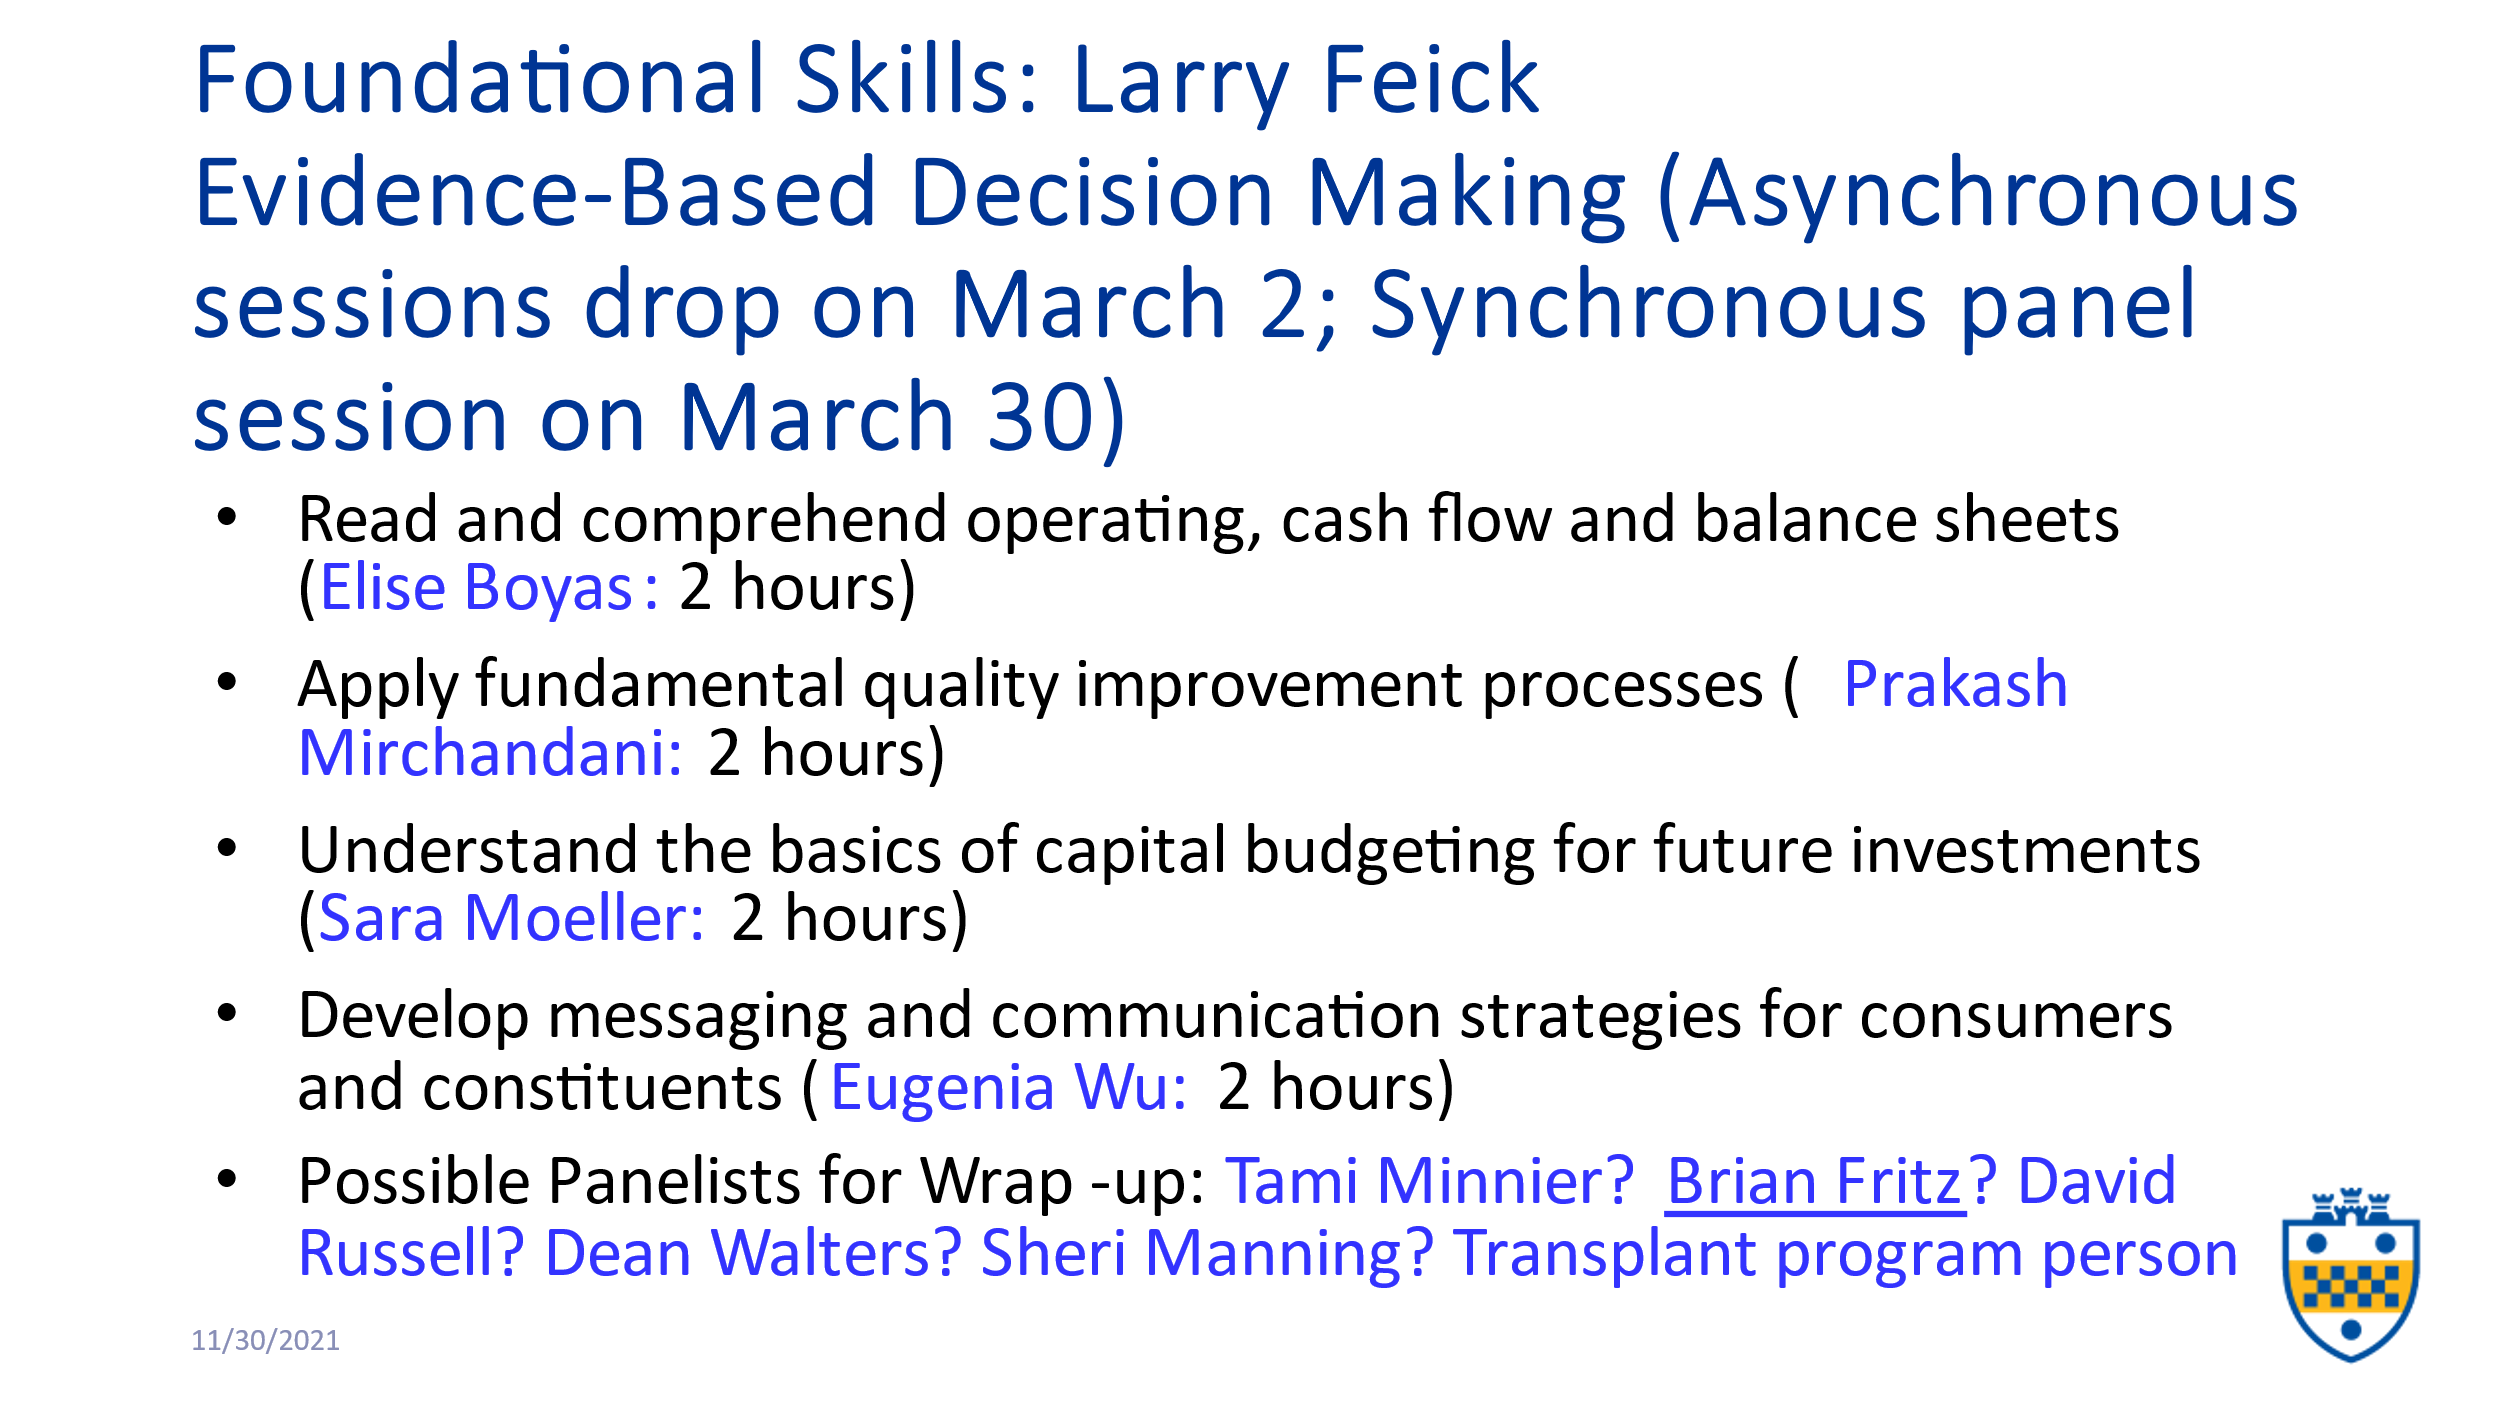 Foundational Skills: Larry Feick
Evidence-Based Decision Making (Asynchronous
sessions drop on March 2; Synchronous panel
session on March 30)
• Read and comprehend operating, cash flow and balance sheets
(Elise Boyas: 2 hours)
• Apply fundamental quality improvement processes ( Prakash
Mirchandani: 2 hours)
• Understand the basics of capital budgeting for future investments
(Sara Moeller: 2 hours)
• Develop messaging and communication strategies for consumers
and constituents (Eugenia Wu: 2 hours)
• Possible Panelists for Wrap -up: Tami Minnier? Brian Fritz? David
Russell? Dean Walters? Sheri Manning? Transplant program person
11/30/2021